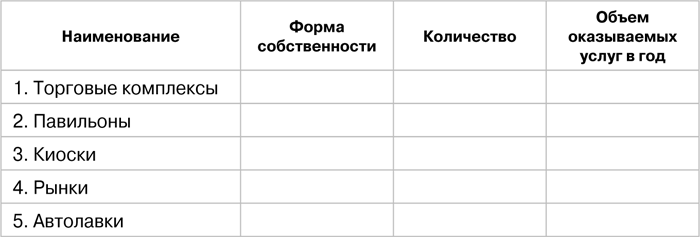 Наименование
Форма
собственности
Количество
Объем
оказываемых
услуг в год
1. Торговые комплексы
2. Павильоны
3. Киоски
4. Рынки
5. Автолавки